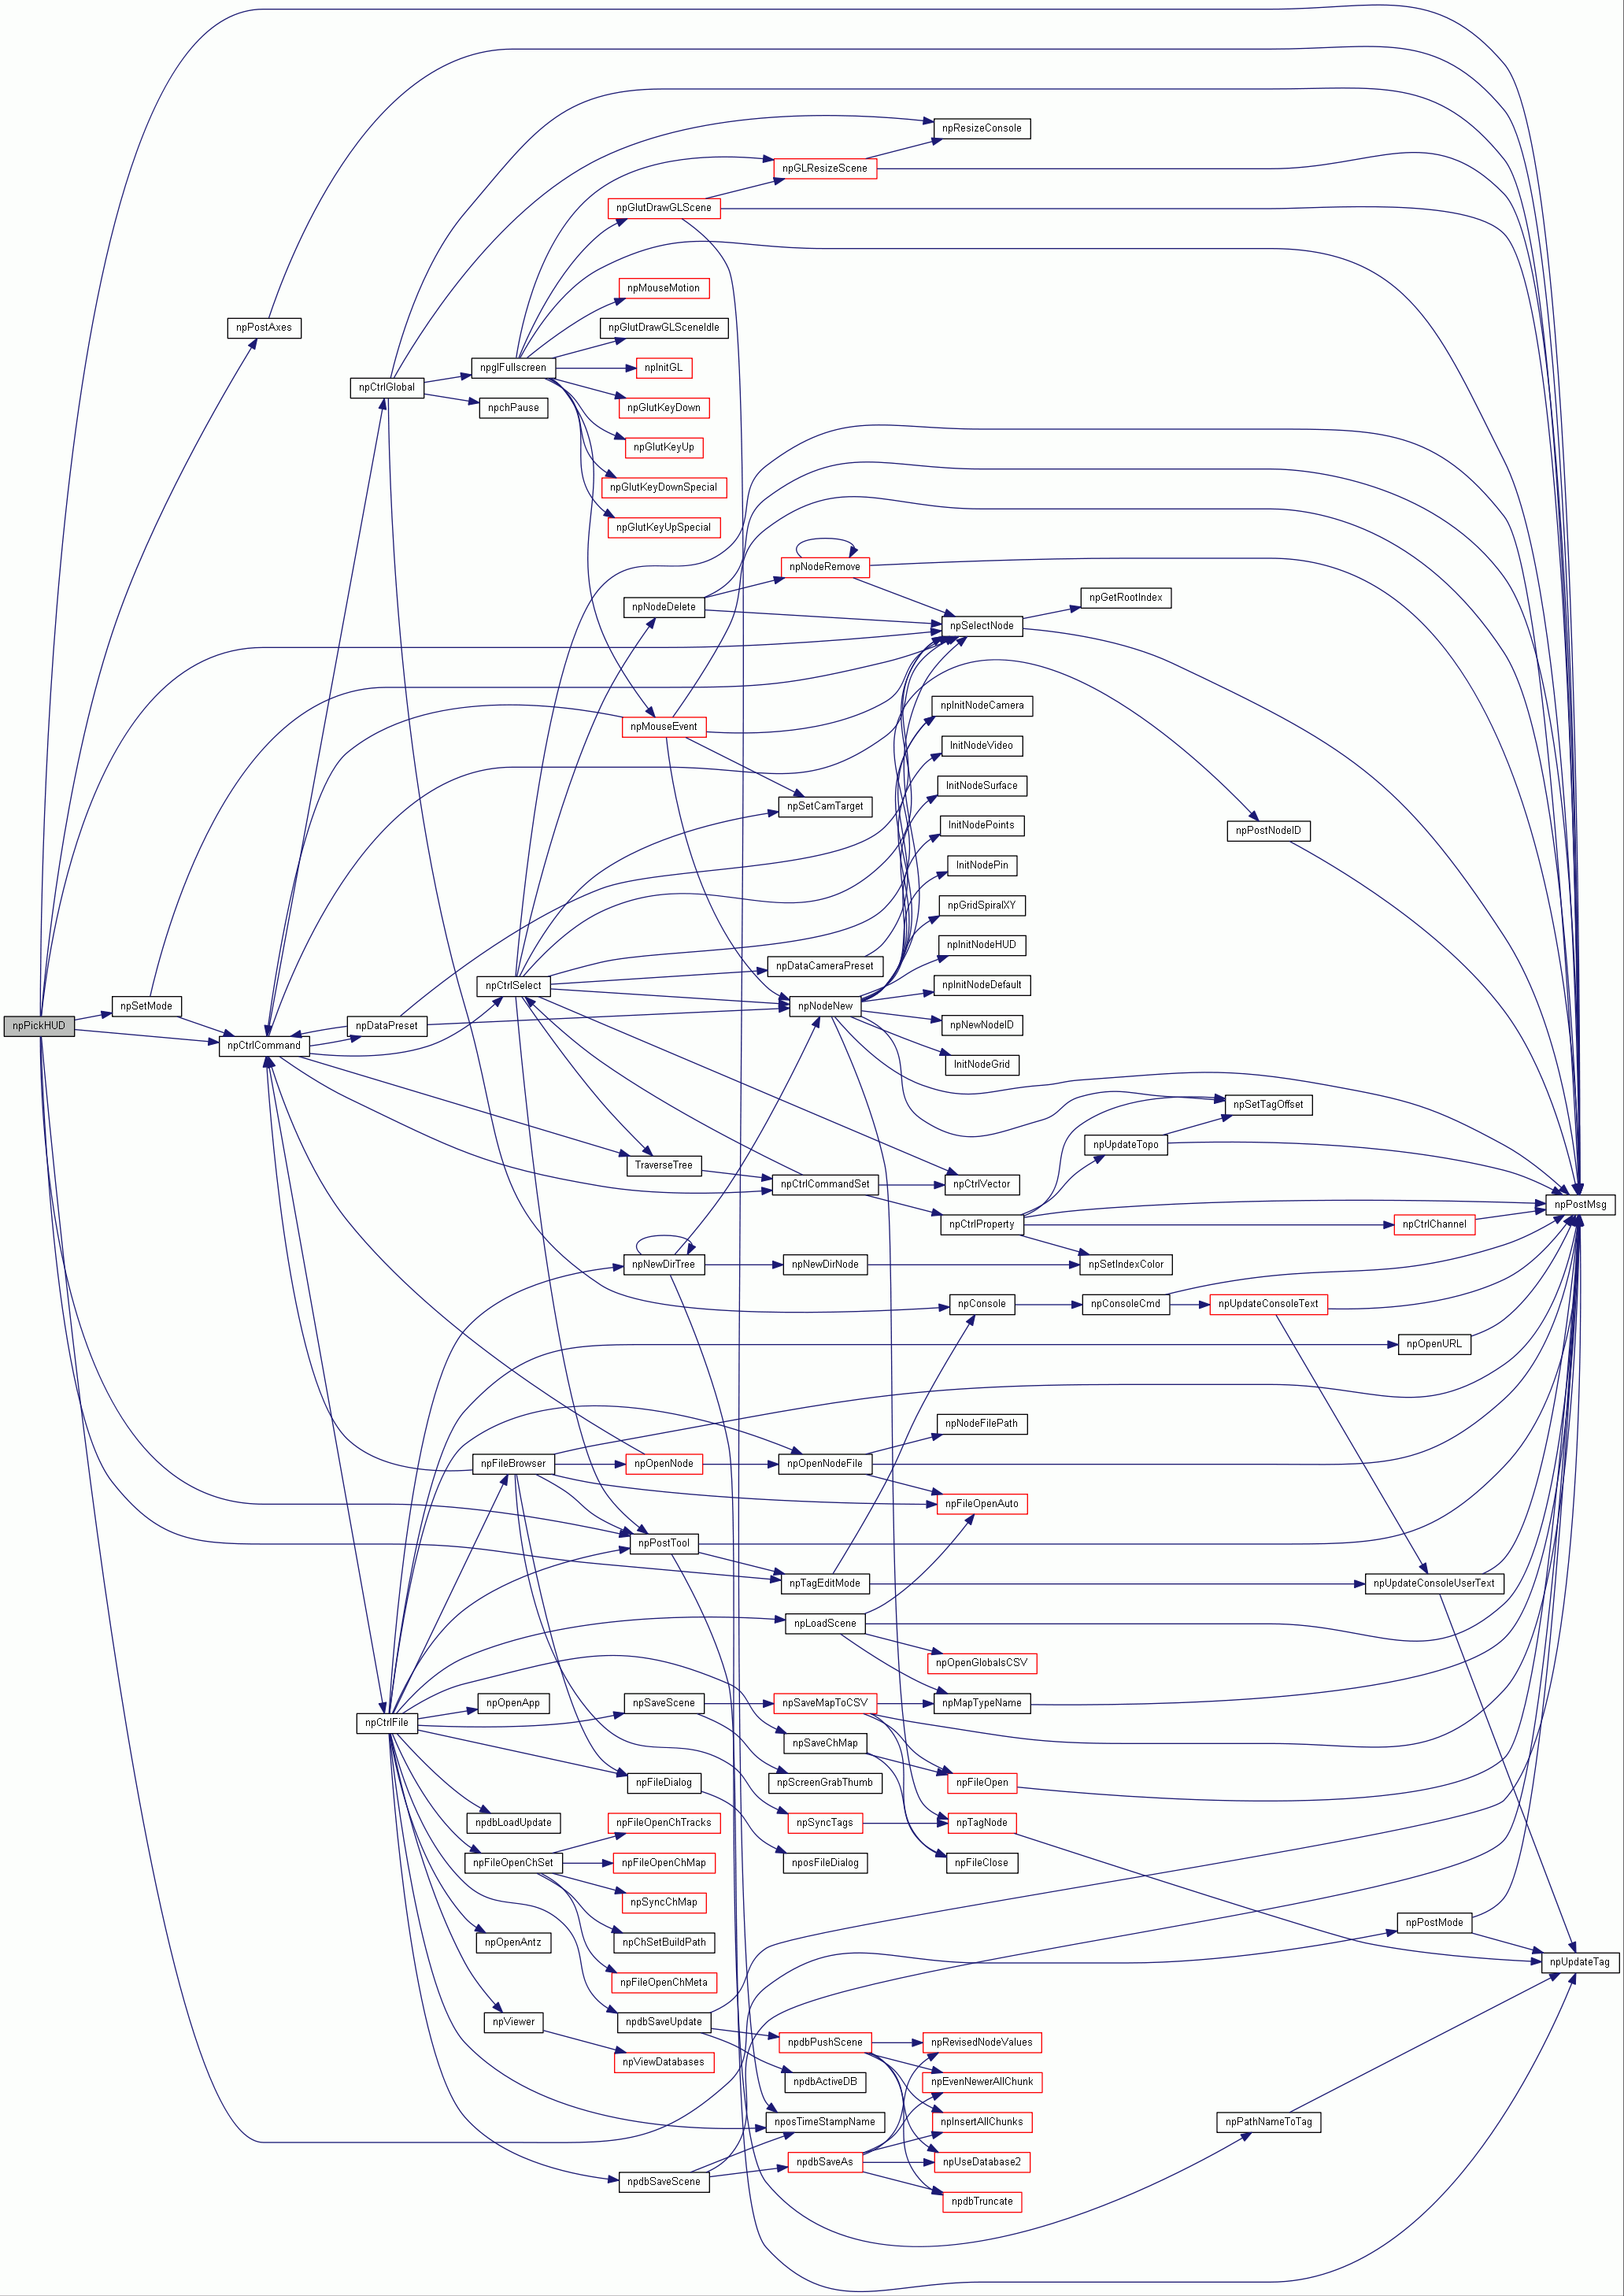 npResizeConsole
npGLResizeScene
npGlutDrawGLScene
npMouseMotion
npPostAxes
npGlutDrawGLSceneIdle
npglFullscreen
npInitGL
npCtrlGlobal
npchPause
npGlutKeyDown
npGlutKeyUp
npGlutKeyDownSpecial
npGlutKeyUpSpecial
npNodeRemove
npGetRootIndex
npNodeDelete
npSelectNode
npInitNodeCamera
npMouseEvent
InitNodeVideo
InitNodeSurface
npSetCamTarget
InitNodePoints
npPostNodeID
InitNodePin
npGridSpiralXY
npInitNodeHUD
npDataCameraPreset
npCtrlSelect
npInitNodeDefault
npSetMode
npNodeNew
npPickHUD
npDataPreset
npNewNodeID
npCtrlCommand
InitNodeGrid
npSetTagOffset
npUpdateTopo
TraverseTree
npCtrlCommandSet
npCtrlVector
npPostMsg
npCtrlProperty
npCtrlChannel
npNewDirTree
npNewDirNode
npSetIndexColor
npConsole
npConsoleCmd
npUpdateConsoleText
npOpenURL
npNodeFilePath
npFileBrowser
npOpenNode
npOpenNodeFile
npFileOpenAuto
npPostTool
npTagEditMode
npUpdateConsoleUserText
npLoadScene
npOpenGlobalsCSV
npOpenApp
npSaveScene
npSaveMapToCSV
npMapTypeName
npCtrlFile
npSaveChMap
npFileDialog
npScreenGrabThumb
npFileOpen
npdbLoadUpdate
npFileOpenChTracks
npSyncTags
npTagNode
npFileOpenChSet
npFileOpenChMap
nposFileDialog
npFileClose
npSyncChMap
npPostMode
npOpenAntz
npChSetBuildPath
npUpdateTag
npFileOpenChMeta
npViewer
npdbSaveUpdate
npdbPushScene
npRevisedNodeValues
npViewDatabases
npdbActiveDB
npEvenNewerAllChunk
nposTimeStampName
npInsertAllChunks
npPathNameToTag
npdbSaveScene
npdbSaveAs
npUseDatabase2
npdbTruncate